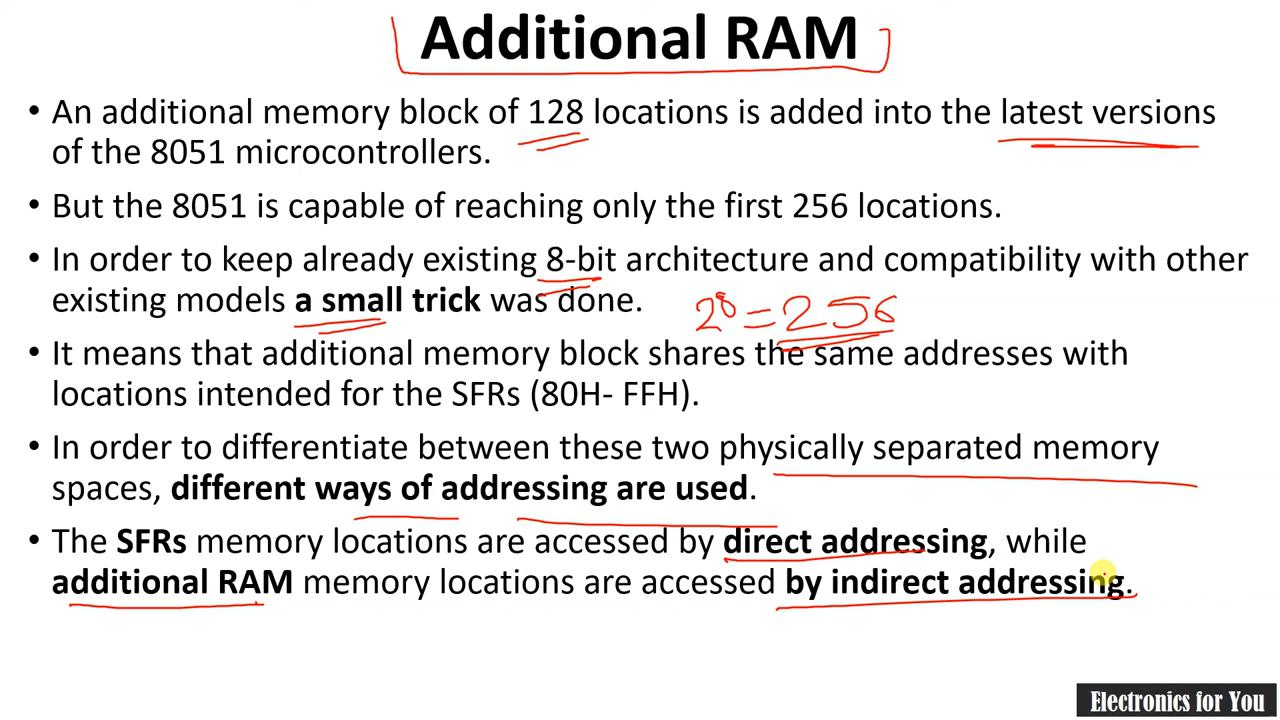 Additional RAM
• An additional memory block of 128 locations is added into the latest versions
of the 8051 microcontrollers.
• But the 8051 is capable of reaching only the first 256 locations.
• In order to keep already existing 8-bit architecture and compatibility with other
existing models a small trick was done.
2⁸ = 256
• It means that additional memory block shares the same addresses with
locations intended for the SFRs (80H- FFH).
• In order to differentiate between these two physically separated memory
spaces, different ways of addressing are used.
• The SFRs memory locations are accessed by direct addressing, while
additional RAM memory locations are accessed by indirect addressing.
Electronics for You